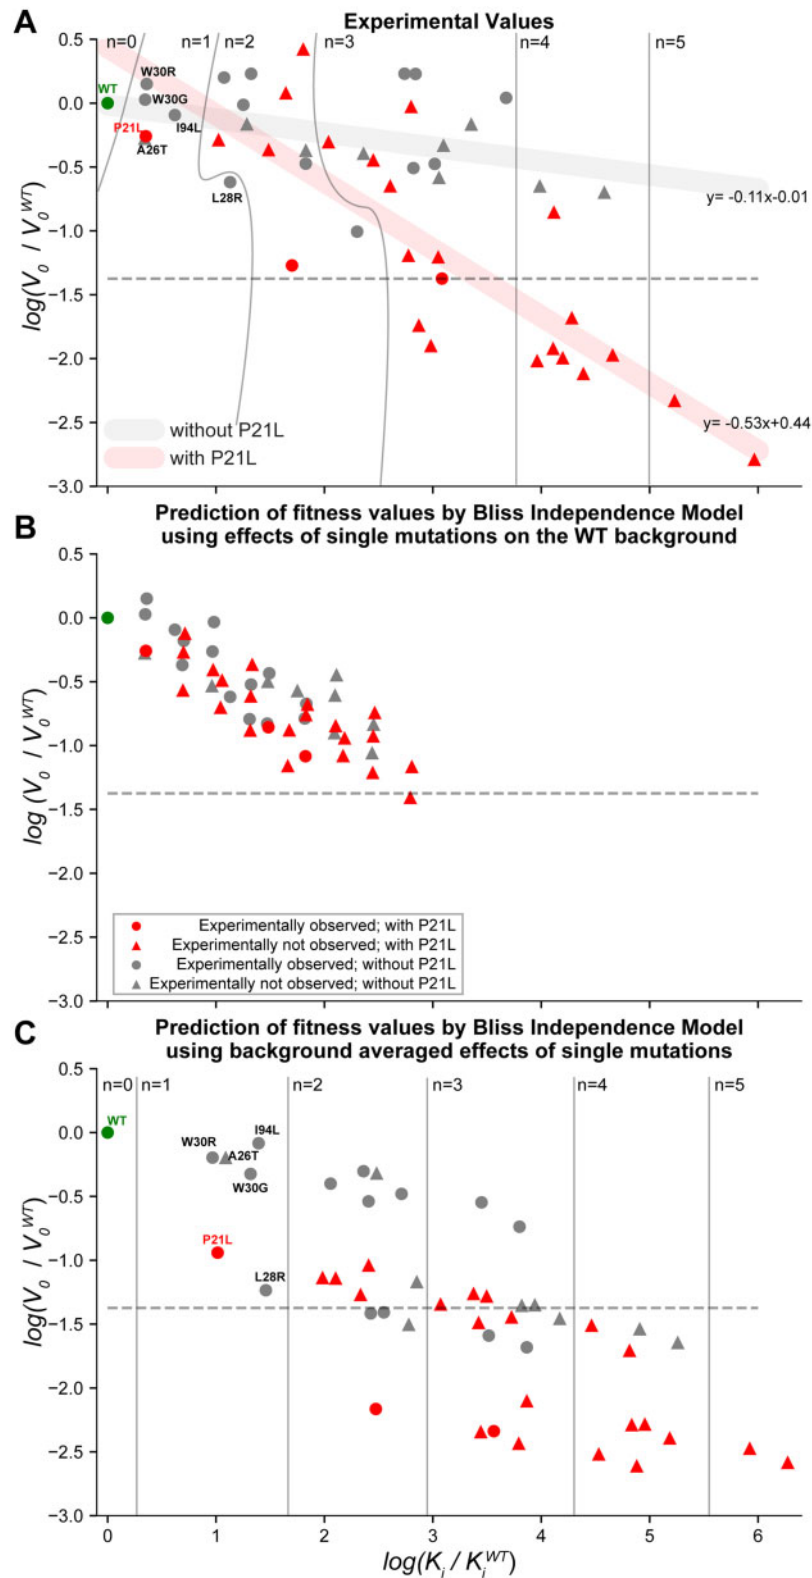 A
Experimental Values
n=0
n=1
n=2
n=3
n=4
n=5
0.5
0.0
−0.5
−1.0
−1.5
−2.0
−2.5
−3.0
log(V0 / V0WT)
WT
W30R
W30G
P21L
I94L
A26T
L28R
y= -0.11x-0.01
y= -0.53x+0.44
without P21L
with P21L
B
Prediction of fitness values by Bliss Independence Model
using effects of single mutations on the WT background
0.5
0.0
−0.5
−1.0
−1.5
−2.0
−2.5
−3.0
log (V0 / V0WT)
Experimentally observed; with P21L
Experimentally not observed; with P21L
Experimentally observed; without P21L
Experimentally not observed; without P21L
C
Prediction of fitness values by Bliss Independence Model
using background averaged effects of single mutations
n=0
n=1
n=2
n=3
n=4
n=5
0.5
0.0
−0.5
−1.0
−1.5
−2.0
−2.5
−3.0
log(V0 / V0WT)
WT
I94L
W30R
A26T
W30G
P21L
L28R
0 1 2 3 4 5 6
log(Ki / KiWT)